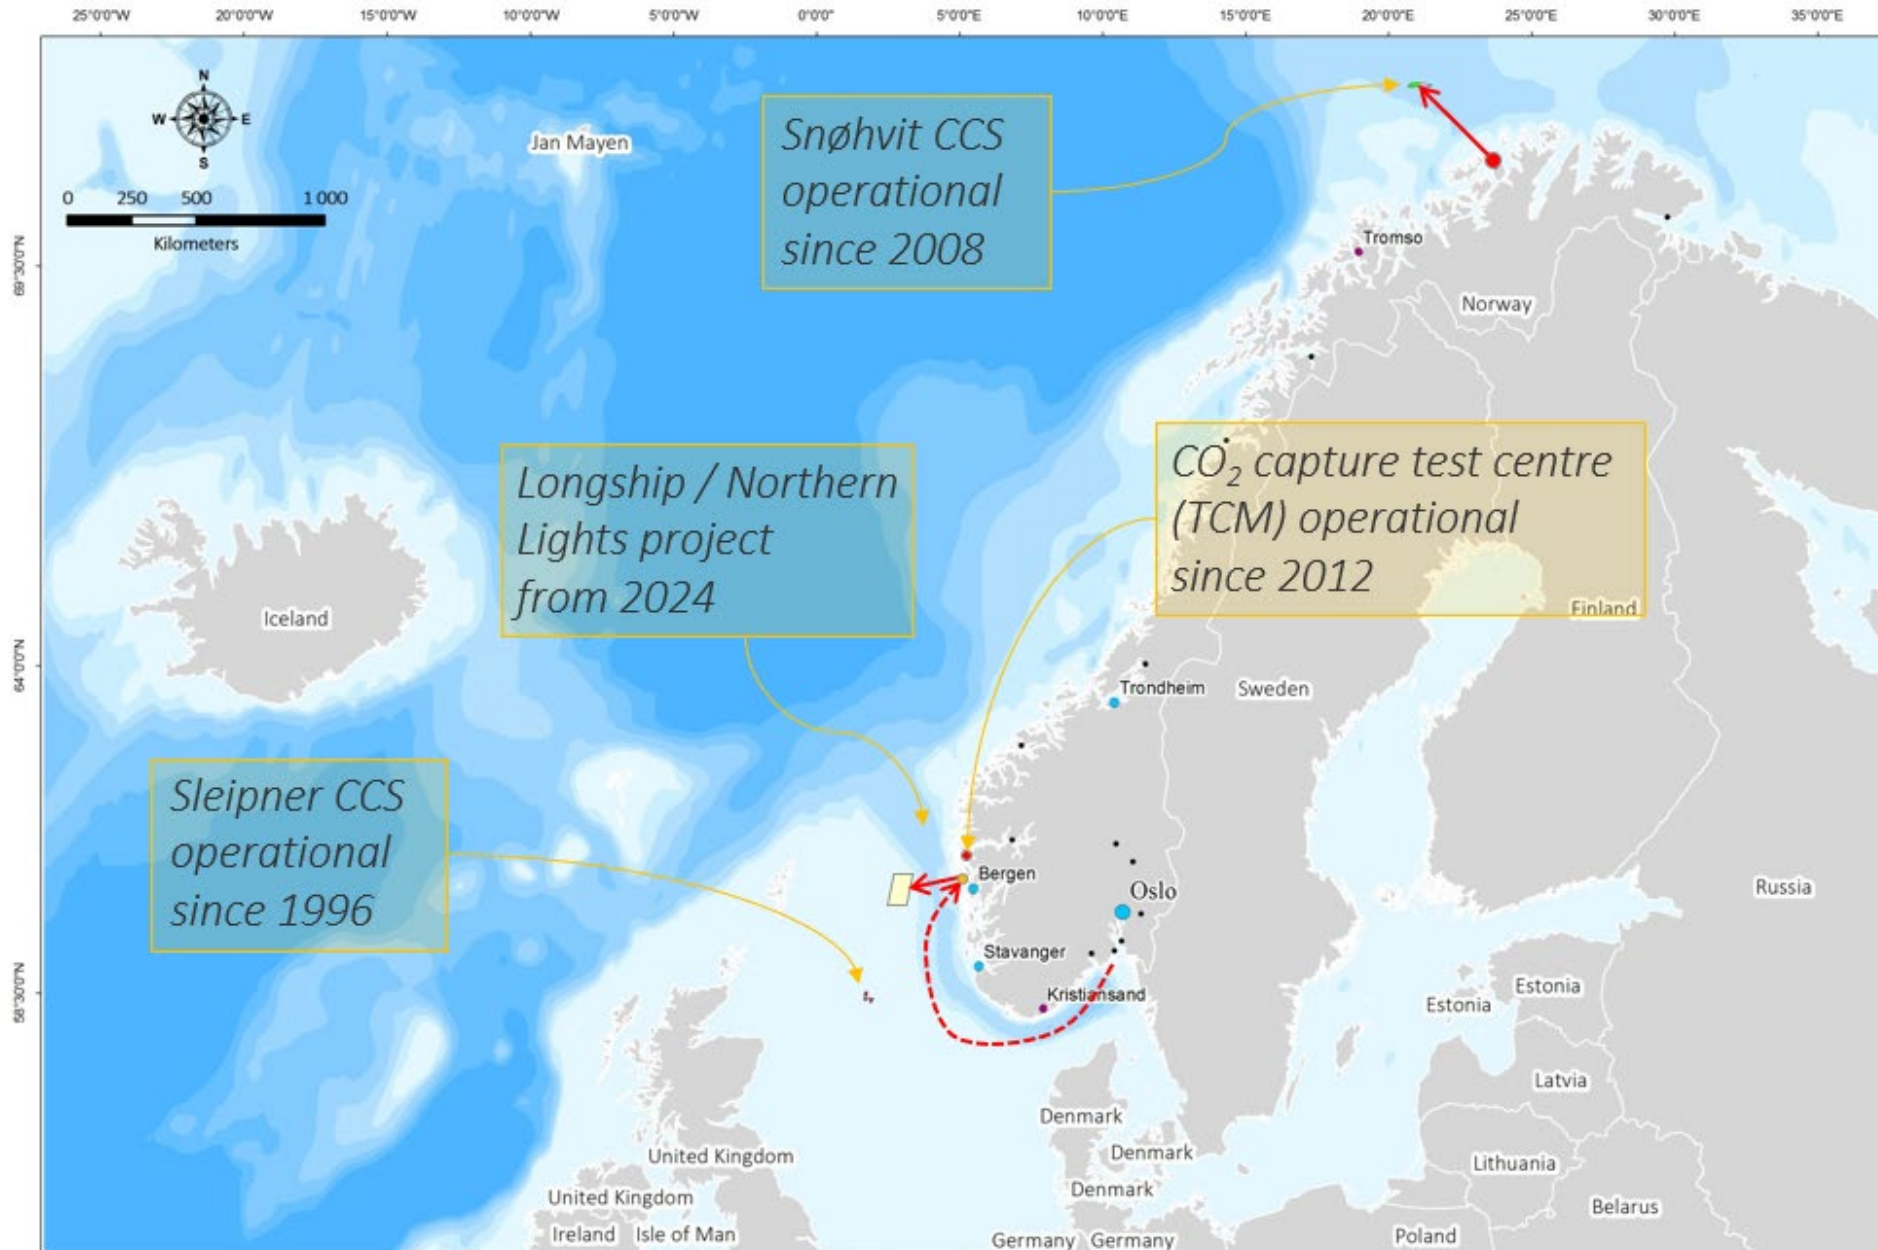 25°0'0"W 20°0'0"W 15°0'0"W 10°0'0"W 5°0'0"W 0°0'0" 5°0'0"E 10°0'0"E 15°0'0"E 20°0'0"E 25°0'0"E 30°0'0"E 35°0'0"E
N
W E
S
0 250 500 1 000
Kilometers
69°30'0"N
64°0'0"N
58°30'0"N
Jan Mayen
Snøhvit CCS
operational
since 2008
Tromso
Norway
Longship / Northern
Lights project
from 2024
CO₂ capture test centre
(TCM) operational
since 2012
Finland
Iceland
Trondheim
Sweden
Sleipner CCS
operational
since 1996
Bergen
Oslo
Russia
Stavanger
Kristiansand
Estonia
Estonia
Latvia
Denmark
Denmark
Lithuania
United Kingdom
Denmark
United Kingdom
Belarus
Ireland
Isle of Man
Germany
Germany
Poland